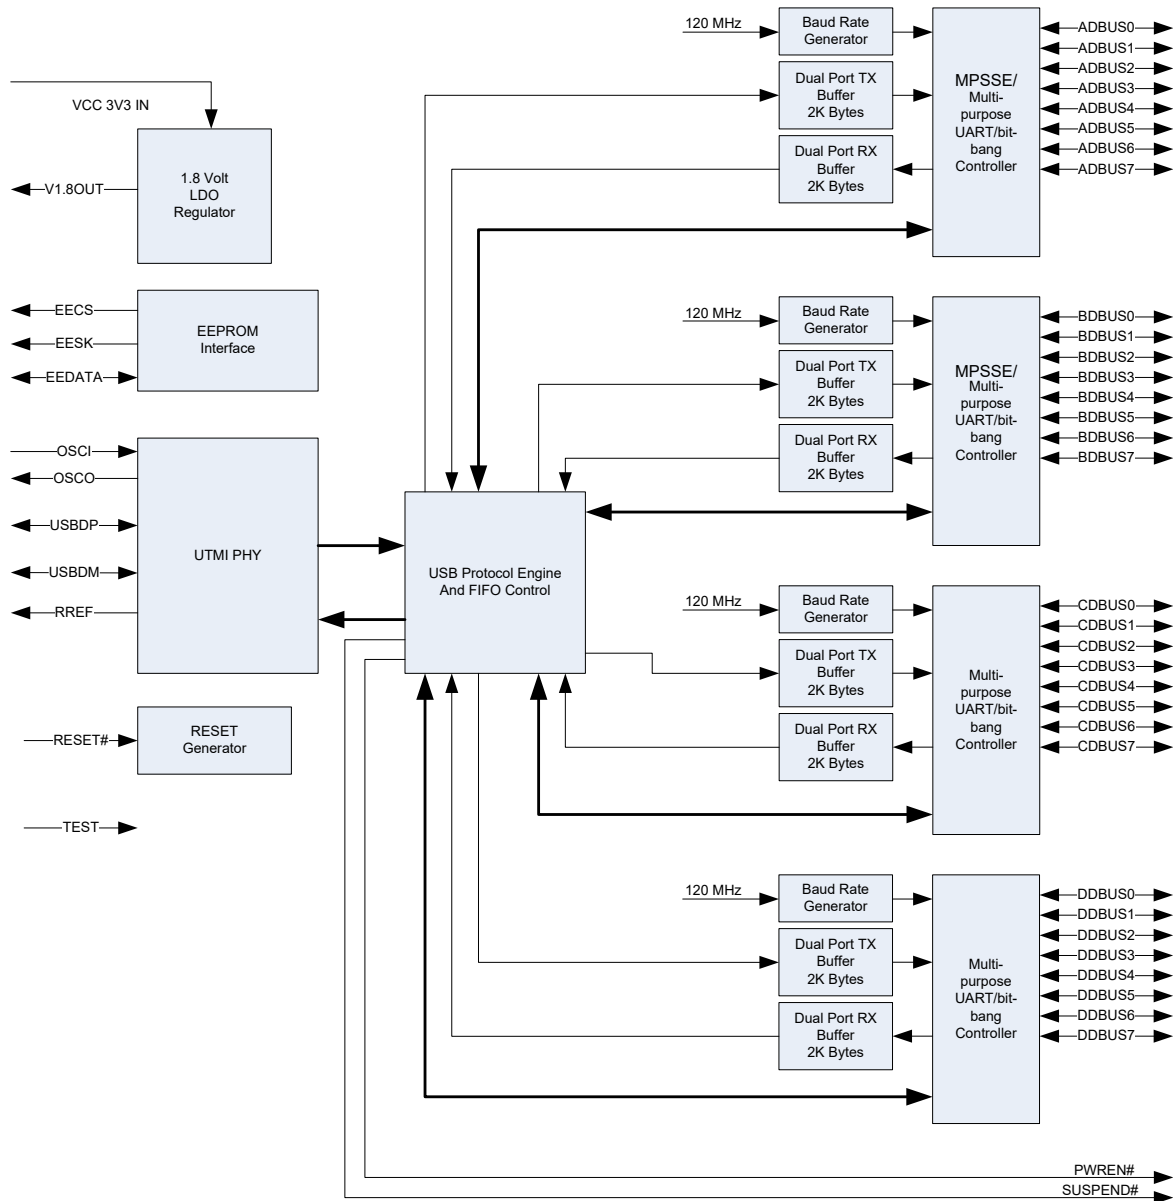 VCC 3V3 IN
1.8 Volt
LDO
Regulator
V1.8OUT
EECS
EESK
EEDATA
EEPROM
Interface
OSCI
OSCO
USBDP
USBDM
RREF
UTMI PHY
RESET#
RESET
Generator
TEST
USB Protocol Engine
And FIFO Control
120 MHz
Baud Rate
Generator
Dual Port TX
Buffer
2K Bytes
Dual Port RX
Buffer
2K Bytes
MPSSE/
Multi-
purpose
UART/bit-
bang
Controller
ADBUS0
ADBUS1
ADBUS2
ADBUS3
ADBUS4
ADBUS5
ADBUS6
ADBUS7
120 MHz
Baud Rate
Generator
Dual Port TX
Buffer
2K Bytes
Dual Port RX
Buffer
2K Bytes
MPSSE/
Multi-
purpose
UART/bit-
bang
Controller
BDBUS0
BDBUS1
BDBUS2
BDBUS3
BDBUS4
BDBUS5
BDBUS6
BDBUS7
120 MHz
Baud Rate
Generator
Dual Port TX
Buffer
2K Bytes
Dual Port RX
Buffer
2K Bytes
Multi-
purpose
UART/bit-
bang
Controller
CDBUS0
CDBUS1
CDBUS2
CDBUS3
CDBUS4
CDBUS5
CDBUS6
CDBUS7
120 MHz
Baud Rate
Generator
Dual Port TX
Buffer
2K Bytes
Dual Port RX
Buffer
2K Bytes
Multi-
purpose
UART/bit-
bang
Controller
DDBUS0
DDBUS1
DDBUS2
DDBUS3
DDBUS4
DDBUS5
DDBUS6
DDBUS7
PWREN#
SUSPEND#